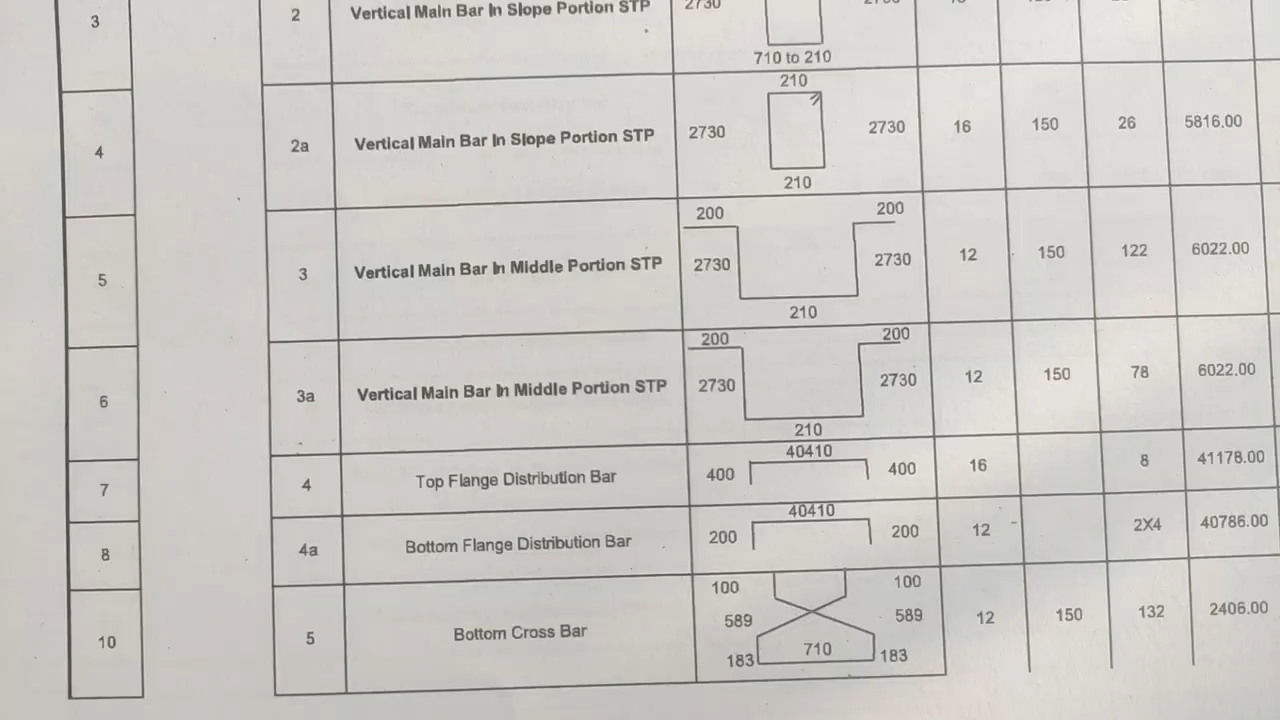 3 2 Vertical Main Bar In Slope Portion STP 2730
710 to 210
4 2a Vertical Main Bar In Slope Portion STP 2730 210 210 2730 16 150 26 5816.00
5 3 Vertical Main Bar In Middle Portion STP 200 2730 210 200 2730 12 150 122 6022.00
6 3a Vertical Main Bar In Middle Portion STP 200 2730 210 200 2730 12 150 78 6022.00
7 4 Top Flange Distribution Bar 400 40410 400 16 8 41178.00
8 4a Bottom Flange Distribution Bar 200 40410 200 12 2X4 40786.00
10 5 Bottom Cross Bar 100 589 183 710 100 589 183 12 150 132 2406.00